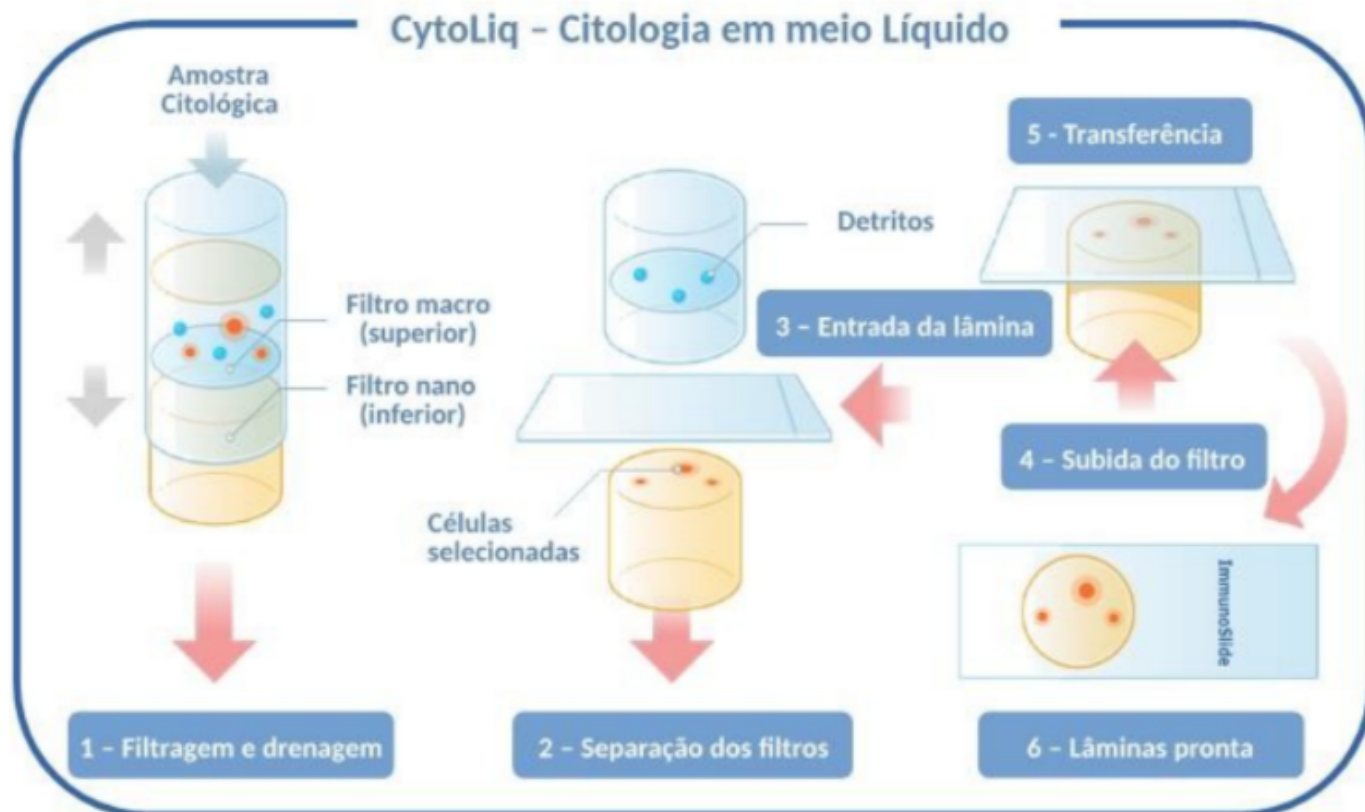 CytoLiq – Citologia em meio Líquido
Amostra
Citológica
Filtro macro
(superior)
Filtro nano
(inferior)
1 – Filtragem e drenagem
Detritos
Células
selecionadas
2 – Separação dos filtros
3 – Entrada da lâmina
5 - Transferência
4 – Subida do filtro
ImmunoSlide
6 – Lâminas pronta